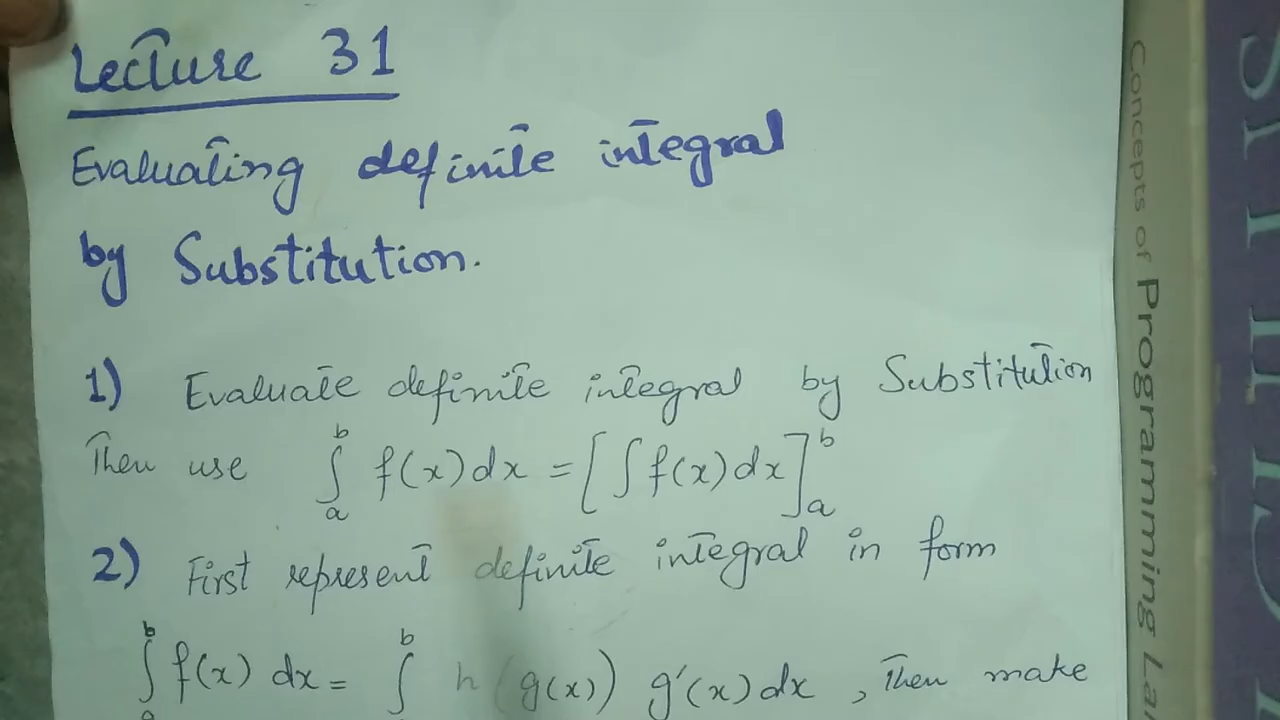 Lecture 31
Evaluating definite integral
by Substitution.
1) Evaluate definite integral by Substitution
Then use ∫_a^b f(x)dx = [∫f(x)dx]_a^b
2) First represent definite integral in form
∫_a^b f(x) dx = ∫^b h(g(x)) g'(x)dx , Then make
Concepts of Programming La